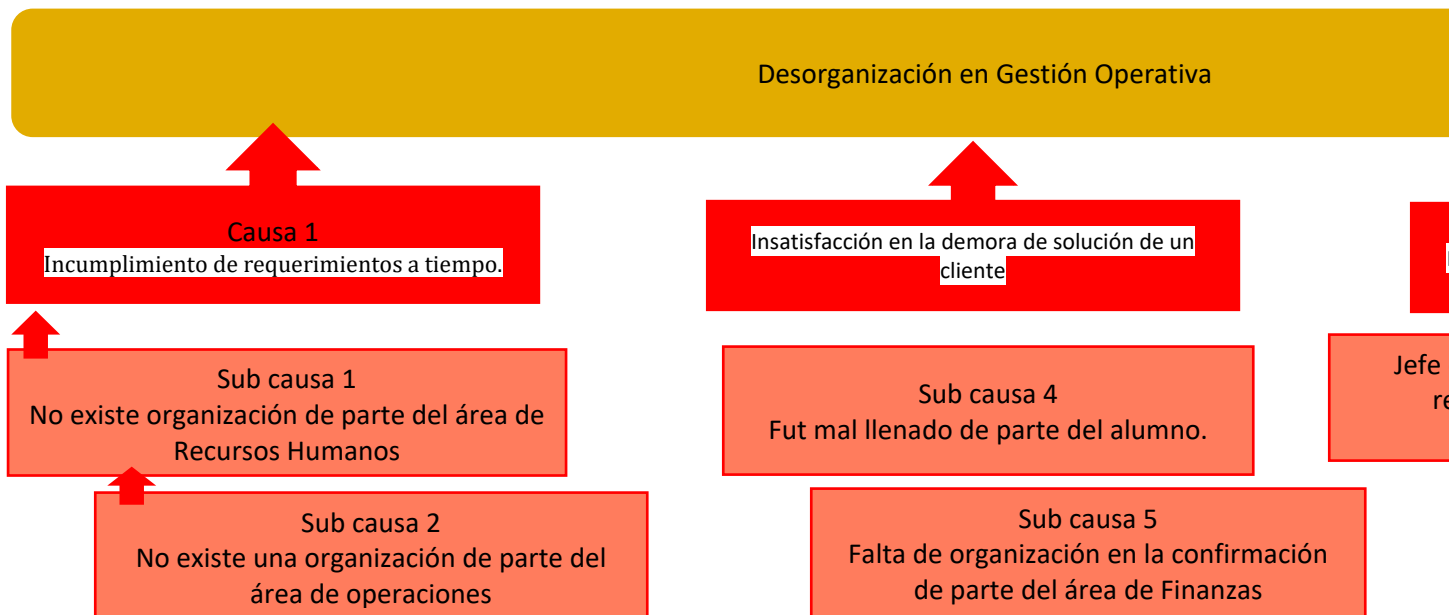 Desorganización en Gestión Operativa
Causa 1
Incumplimiento de requerimientos a tiempo.
Insatisfacción en la demora de solución de un
cliente
Sub causa 1
No existe organización de parte del área de
Recursos Humanos
Sub causa 2
No existe una organización de parte del
área de operaciones
Sub causa 4
Fut mal llenado de parte del alumno.
Sub causa 5
Falta de organización en la confirmación
de parte del área de Finanzas
Jefe